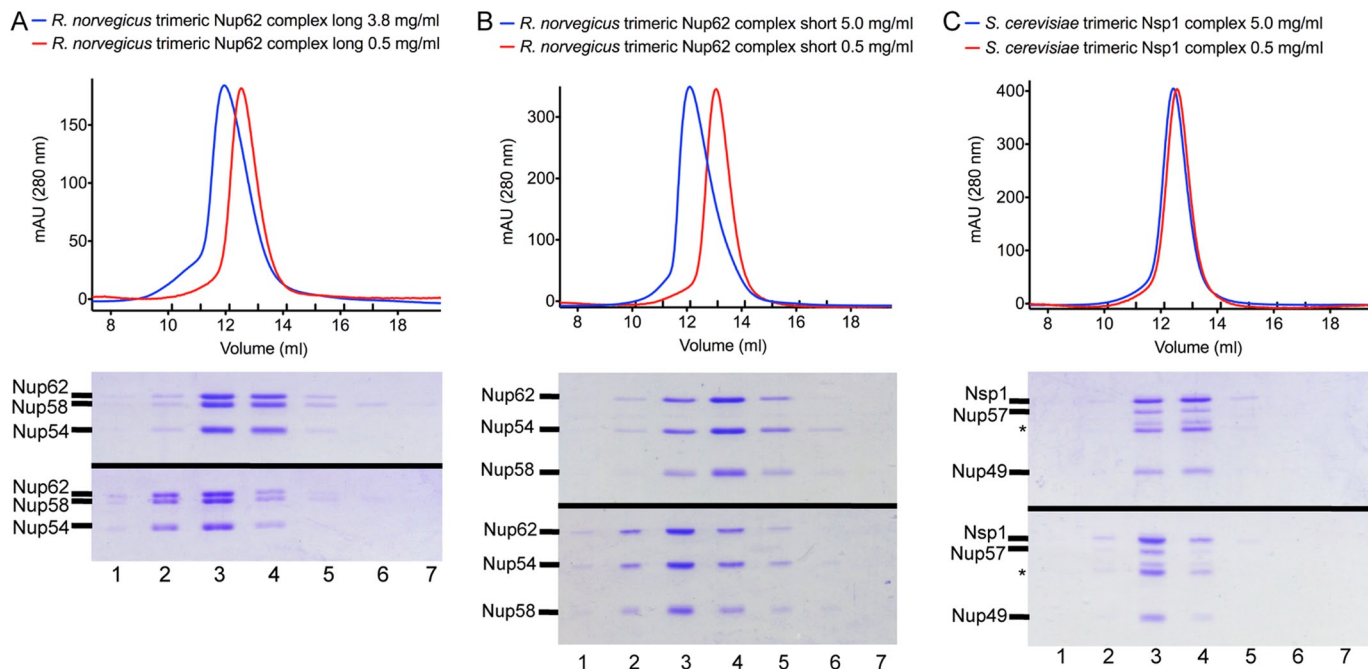 A
R. norvegicus trimeric Nup62 complex long 3.8 mg/ml
R. norvegicus trimeric Nup62 complex long 0.5 mg/ml
mAU (280 nm)
150
100
50
0
8 10 12 14 16 18
Volume (ml)
Nup62
Nup58
Nup54
Nup62
Nup58
Nup54
1 2 3 4 5 6 7
B
R. norvegicus trimeric Nup62 complex short 5.0 mg/ml
R. norvegicus trimeric Nup62 complex short 0.5 mg/ml
mAU (280 nm)
300
200
100
0
8 10 12 14 16 18
Volume (ml)
Nup62
Nup54
Nup58
Nup62
Nup54
Nup58
1 2 3 4 5 6 7
C
S. cerevisiae trimeric Nsp1 complex 5.0 mg/ml
S. cerevisiae trimeric Nsp1 complex 0.5 mg/ml
mAU (280 nm)
400
300
200
100
0
8 10 12 14 16 18
Volume (ml)
Nsp1
Nup57
*
Nup49
Nsp1
Nup57
*
Nup49
1 2 3 4 5 6 7